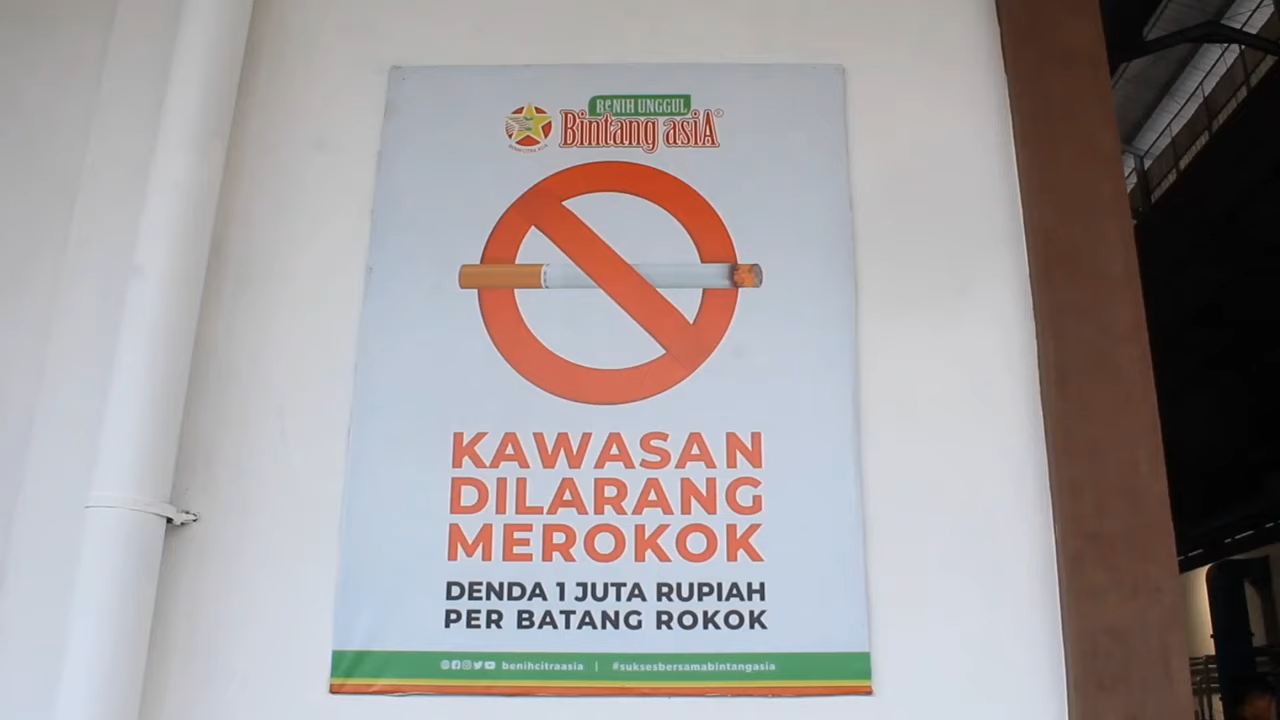 BeNIH UNGGUL
Bintang asiA®
KAWASAN
DILARANG
MEROKOK
DENDA 1 JUTA RUPIAH
PER BATANG ROKOK
benihcitraasia | #suksesbersamabintangasia